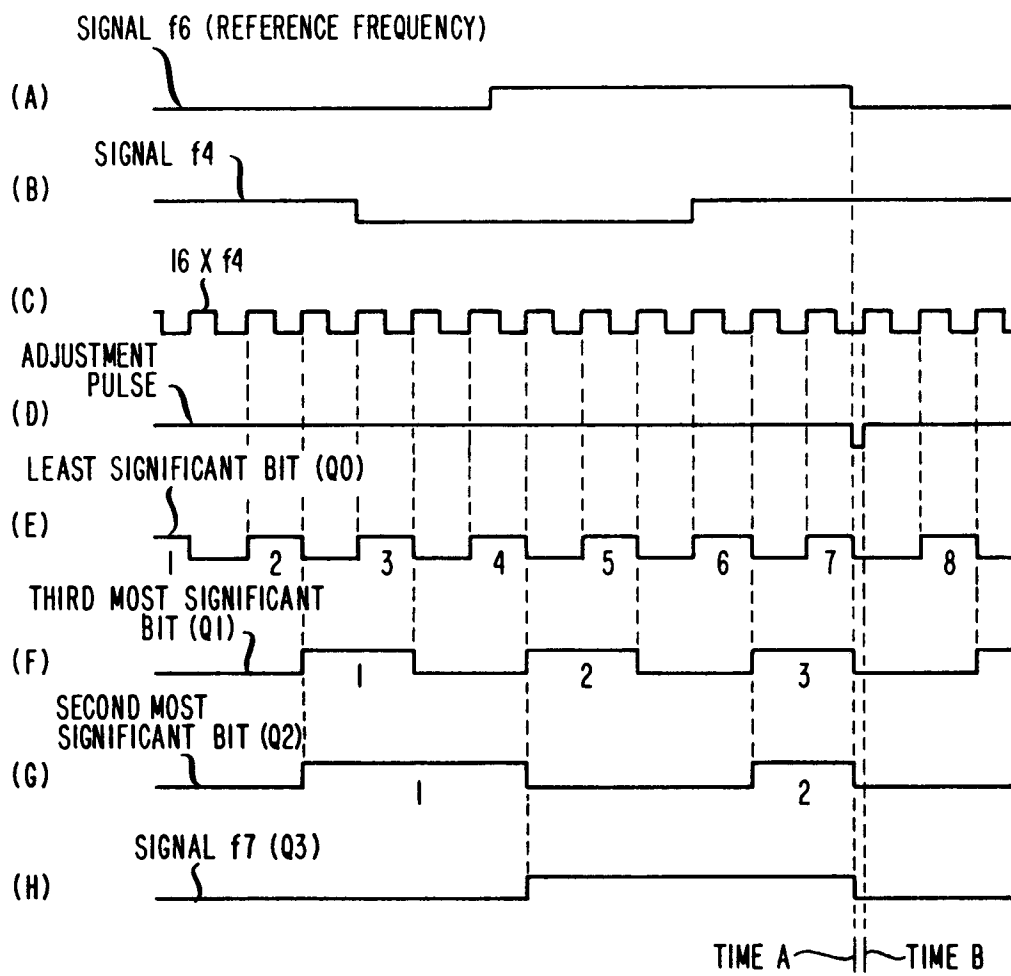 SIGNAL f6 (REFERENCE FREQUENCY)
(A)
SIGNAL f4
(B)
16 X f4
(C)
ADJUSTMENT
PULSE
(D)
LEAST SIGNIFICANT BIT (Q0)
(E)
1 2 3 4 5 6 7 8
THIRD MOST SIGNIFICANT
BIT (Q1)
(F)
1 2 3
SECOND MOST
SIGNIFICANT BIT (Q2)
(G)
1 2
SIGNAL f7 (Q3)
(H)
TIME A TIME B